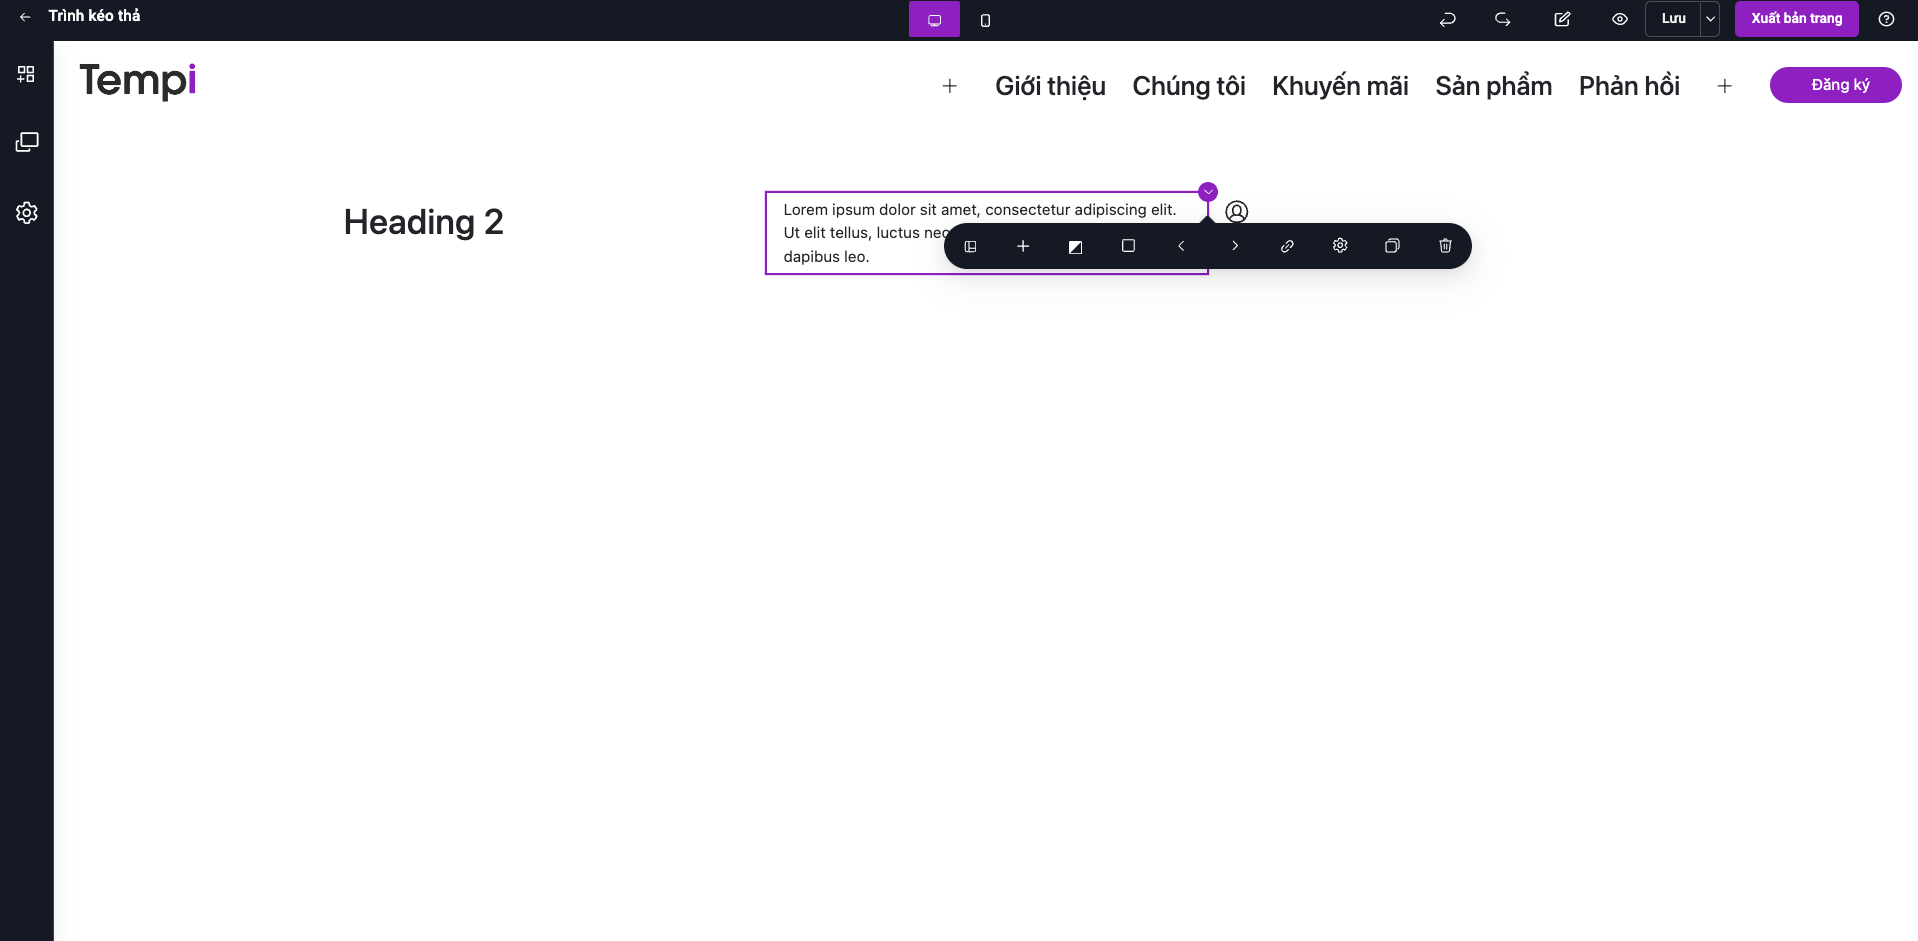 Trình kéo thả
Lưu
Xuất bản trang
Tempi
Giới thiệu
Chúng tôi
Khuyến mãi
Sản phẩm
Phản hồi
Đăng ký
Heading 2
Lorem ipsum dolor sit amet, consectetur adipiscing elit.
Ut elit tellus, luctus nec
dapibus leo.